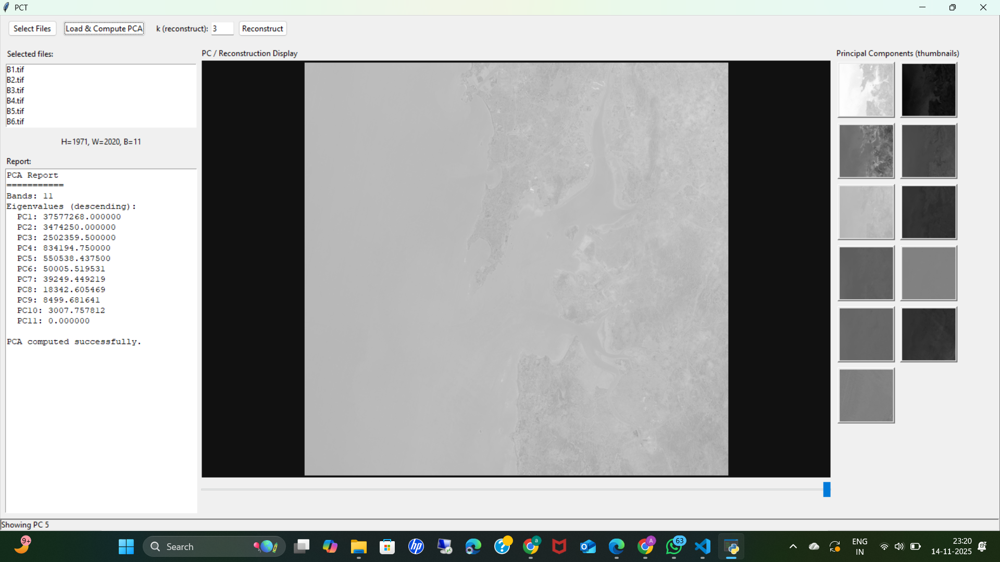 PCT
Select Files
Load & Compute PCA
k (reconstruct): 3
Reconstruct
Selected files:
B1.tif
B2.tif
B3.tif
B4.tif
B5.tif
B6.tif
H=1971, W=2020, B=11
Report:
PCA Report
===========
Bands: 11
Eigenvalues (descending):
PC1: 37577268.000000
PC2: 3474250.000000
PC3: 2502359.500000
PC4: 834194.750000
PC5: 550538.437500
PC6: 50005.519531
PC7: 39249.449219
PC8: 18342.605469
PC9: 8499.681641
PC10: 3007.757812
PC11: 0.000000
PCA computed successfully.
PC / Reconstruction Display
Principal Components (thumbnails)
Showing PC 5
9+
Search
hp
a
A
63
ENG
IN
23:20
14-11-2025